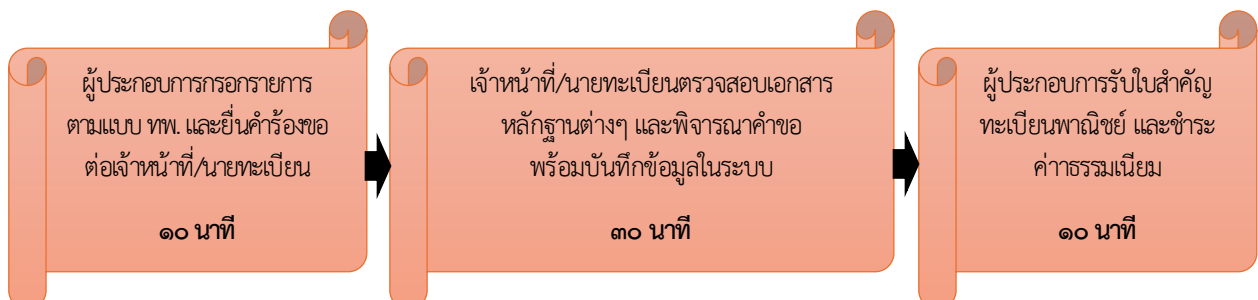 ผู้ประกอบการกรอกรายการ
ตามแบบ ทพ. และยื่นคำร้องขอ
ต่อเจ้าหน้าที่/นายทะเบียน
๑๐ นาที
เจ้าหน้าที่/นายทะเบียนตรวจสอบเอกสาร
หลักฐานต่างๆ และพิจารณาคำขอ
พร้อมบันทึกข้อมูลในระบบ
๓๐ นาที
ผู้ประกอบการรับใบสำคัญ
ทะเบียนพาณิชย์ และชำระ
ค่าาธรรมเนียม
๑๐ นาที